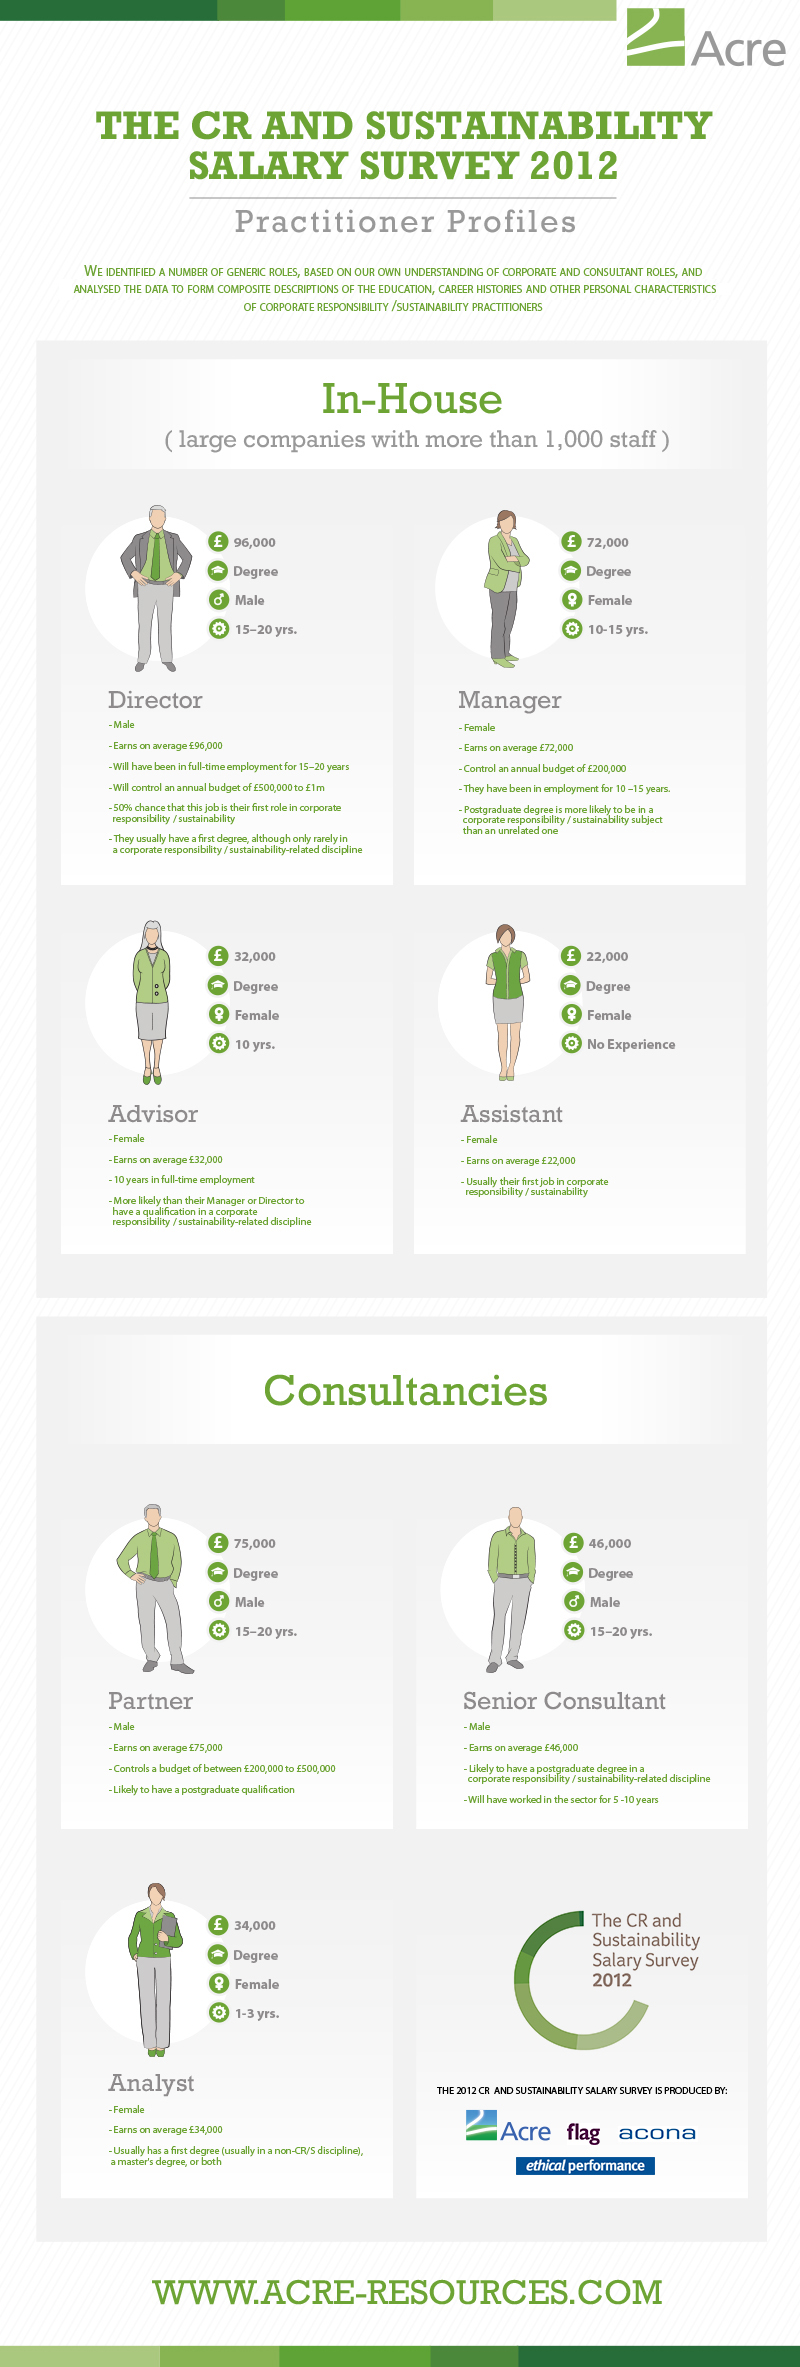 Acre
THE CR AND SUSTAINABILITY
SALARY SURVEY 2012
Practitioner Profiles
WE IDENTIFIED A NUMBER OF GENERIC ROLES, BASED ON OUR OWN UNDERSTANDING OF CORPORATE AND CONSULTANT ROLES, AND
ANALYSED THE DATA TO FORM COMPOSITE DESCRIPTIONS OF THE EDUCATION, CAREER HISTORIES AND OTHER PERSONAL CHARACTERISTICS
OF CORPORATE RESPONSIBILITY /SUSTAINABILITY PRACTITIONERS
In-House
( large companies with more than 1,000 staff )
£ 96,000
Degree
Male
15–20 yrs.
Director
- Male
- Earns on average £96,000
- Will have been in full-time employment for 15–20 years
- Will control an annual budget of £500,000 to £1m
- 50% chance that this job is their first role in corporate
responsibility / sustainability
- They usually have a first degree, although only rarely in
a corporate responsibility / sustainability-related discipline
£ 72,000
Degree
Female
10-15 yrs.
Manager
- Female
- Earns on average £72,000
- Control an annual budget of £200,000
- They have been in employment for 10 –15 years.
- Postgraduate degree is more likely to be in a
corporate responsibility / sustainability subject
than an unrelated one
£ 32,000
Degree
Female
10 yrs.
Advisor
- Female
- Earns on average £32,000
- 10 years in full-time employment
- More likely than their Manager or Director to
have a qualification in a corporate
responsibility / sustainability-related discipline
£ 22,000
Degree
Female
No Experience
Assistant
- Female
- Earns on average £22,000
- Usually their first job in corporate
responsibility / sustainability
Consultancies
£ 75,000
Degree
Male
15–20 yrs.
Partner
- Male
- Earns on average £75,000
- Controls a budget of between £200,000 to £500,000
- Likely to have a postgraduate qualification
£ 46,000
Degree
Male
15–20 yrs.
Senior Consultant
- Male
- Earns on average £46,000
- Likely to have a postgraduate degree in a
corporate responsibility / sustainability-related discipline
- Will have worked in the sector for 5 -10 years
£ 34,000
Degree
Female
1-3 yrs.
Analyst
- Female
- Earns on average £34,000
- Usually has a first degree (usually in a non-CR/S discipline),
a master's degree, or both
The CR and
Sustainability
Salary Survey
2012
THE 2012 CR AND SUSTAINABILITY SALARY SURVEY IS PRODUCED BY:
Acre flag acona
ethical performance
WWW.ACRE-RESOURCES.COM